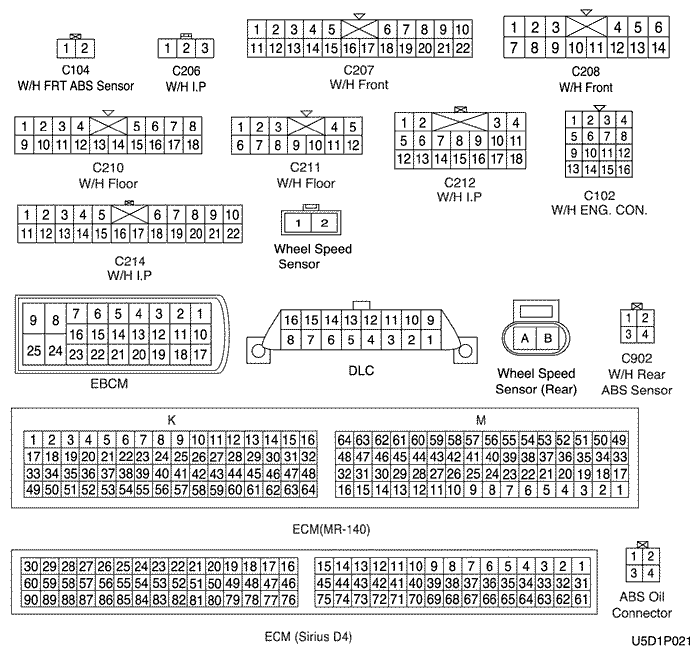 1 2
C104
W/H FRT ABS Sensor
1 2 3
C206
W/H I.P
1 2 3 4 5 6 7 8 9 10
11 12 13 14 15 16 17 18 19 20 21 22
C207
W/H Front
1 2 3 4 5 6
7 8 9 10 11 12 13 14
C208
W/H Front
1 2 3 4 5 6 7 8
9 10 11 12 13 14 15 16 17 18
C210
W/H Floor
1 2 3 4 5
6 7 8 9 10 11 12
C211
W/H Floor
1 2 3 4
5 6 7 8 9 10 11
12 13 14 15 16 17 18
C212
W/H I.P
1 2 3 4
5 6 7 8
9 10 11 12
13 14 15 16
C102
W/H ENG. CON.
1 2 3 4 5 6 7 8 9 10
11 12 13 14 15 16 17 18 19 20 21 22
C214
W/H I.P
1 2
Wheel Speed
Sensor
9 8 7 6 5 4 3 2 1
16 15 14 13 12 11 10
25 24 23 22 21 20 19 18 17
EBCM
16 15 14 13 12 11 10 9
8 7 6 5 4 3 2 1
DLC
A B
Wheel Speed
Sensor (Rear)
1 2
3 4
C902
W/H Rear
ABS Sensor
K
1 2 3 4 5 6 7 8 9 10 11 12 13 14 15 16
17 18 19 20 21 22 23 24 25 26 27 28 29 30 31 32
33 34 35 36 37 38 39 40 41 42 43 44 45 46 47 48
49 50 51 52 53 54 55 56 57 58 59 60 61 62 63 64
M
64 63 62 61 60 59 58 57 56 55 54 53 52 51 50 49
48 47 46 45 44 43 42 41 40 39 38 37 36 35 34 33
32 31 30 29 28 27 26 25 24 23 22 21 20 19 18 17
16 15 14 13 12 11 10 9 8 7 6 5 4 3 2 1
ECM(MR-140)
30 29 28 27 26 25 24 23 22 21 20 19 18 17 16
60 59 58 57 56 55 54 53 52 51 50 49 48 47 46
90 89 88 87 86 85 84 83 82 81 80 79 78 77 76
15 14 13 12 11 10 9 8 7 6 5 4 3 2 1
45 44 43 42 41 40 39 38 37 36 35 34 33 32 31
75 74 73 72 71 70 69 68 67 66 65 64 63 62 61
ECM (Sirius D4)
1 2
3 4
ABS Oil
Connector
U5D1P021